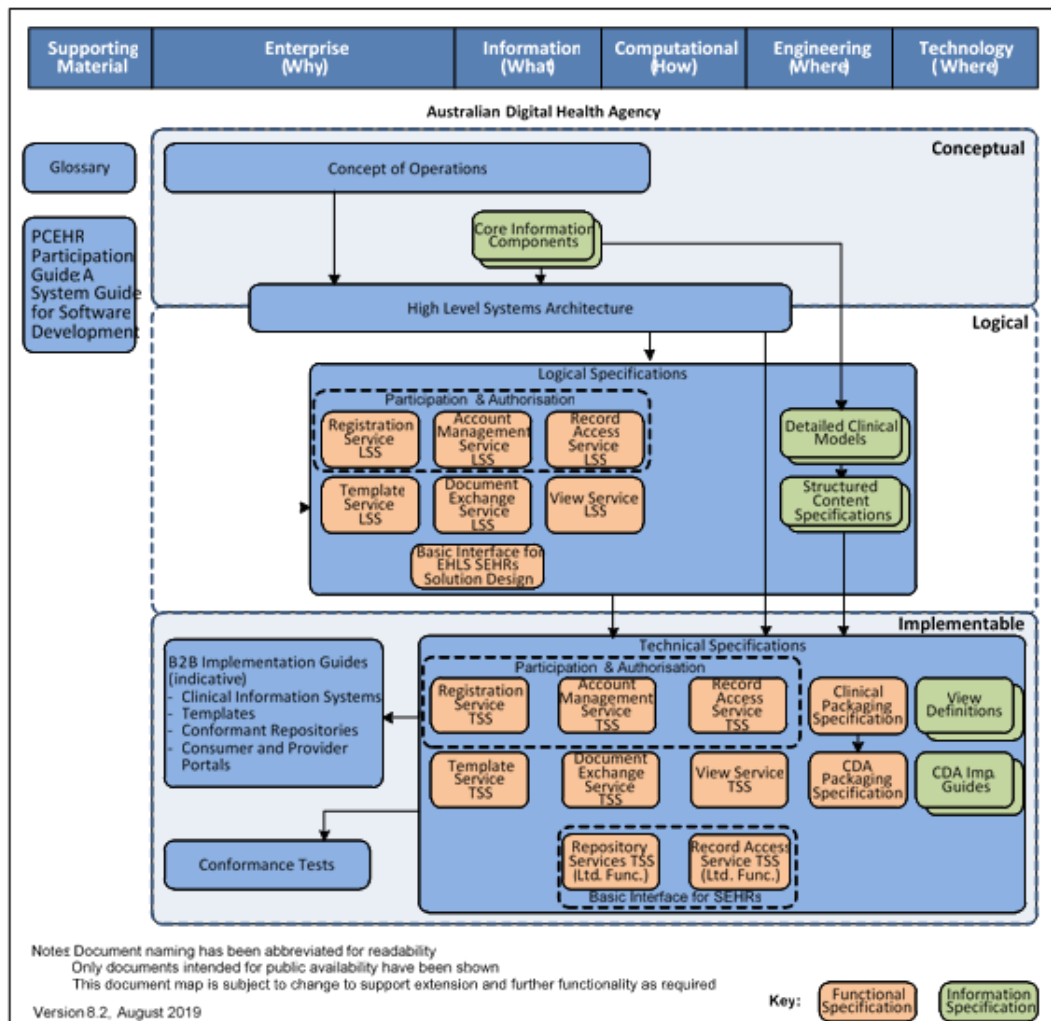 Supporting
Material
Enterprise
(Why)
Information
(What)
Computational
(How)
Engineering
(Where)
Technology
(Where)
Australian Digital Health Agency
Conceptual
Glossary
Concept of Operations
PCEHR
Participation
Guide: A
System Guide
for Software
Development
Core Information
Components
High Level Systems Architecture
Logical
Logical Specifications
Participation & Authorisation
Registration
Service
LSS
Account
Management
Service
LSS
Record
Access
Service
LSS
Detailed Clinical
Models
Template
Service
LSS
Document
Exchange
Service
LSS
View Service
LSS
Structured
Content
Specifications
Basic Interface for
EHLS SEHRs
Solution Design
Implementable
Technical Specifications
B2B Implementation Guides
(indicative)
- Clinical Information Systems
- Templates
- Conformant Repositories
- Consumer and Provider
Portals
Participation & Authorisation
Registration
Service
TSS
Account
Management
Service
TSS
Record
Access
Service
TSS
Clinical
Packaging
Specification
View
Definitions
Template
Service
TSS
Document
Exchange
Service
TSS
View Service
TSS
CDA
Packaging
Specification
CDA Imp.
Guides
Conformance Tests
Repository
Services TSS
(Ltd. Func.)
Record Access
Service TSS
(Ltd. Func.)
Basic Interface for SEHRs
Notes: Document naming has been abbreviated for readability
Only documents intended for public availability have been shown
This document map is subject to change to support extension and further functionality as required
Version 8.2, August 2019
Key:
Functional
Specification
Information
Specification